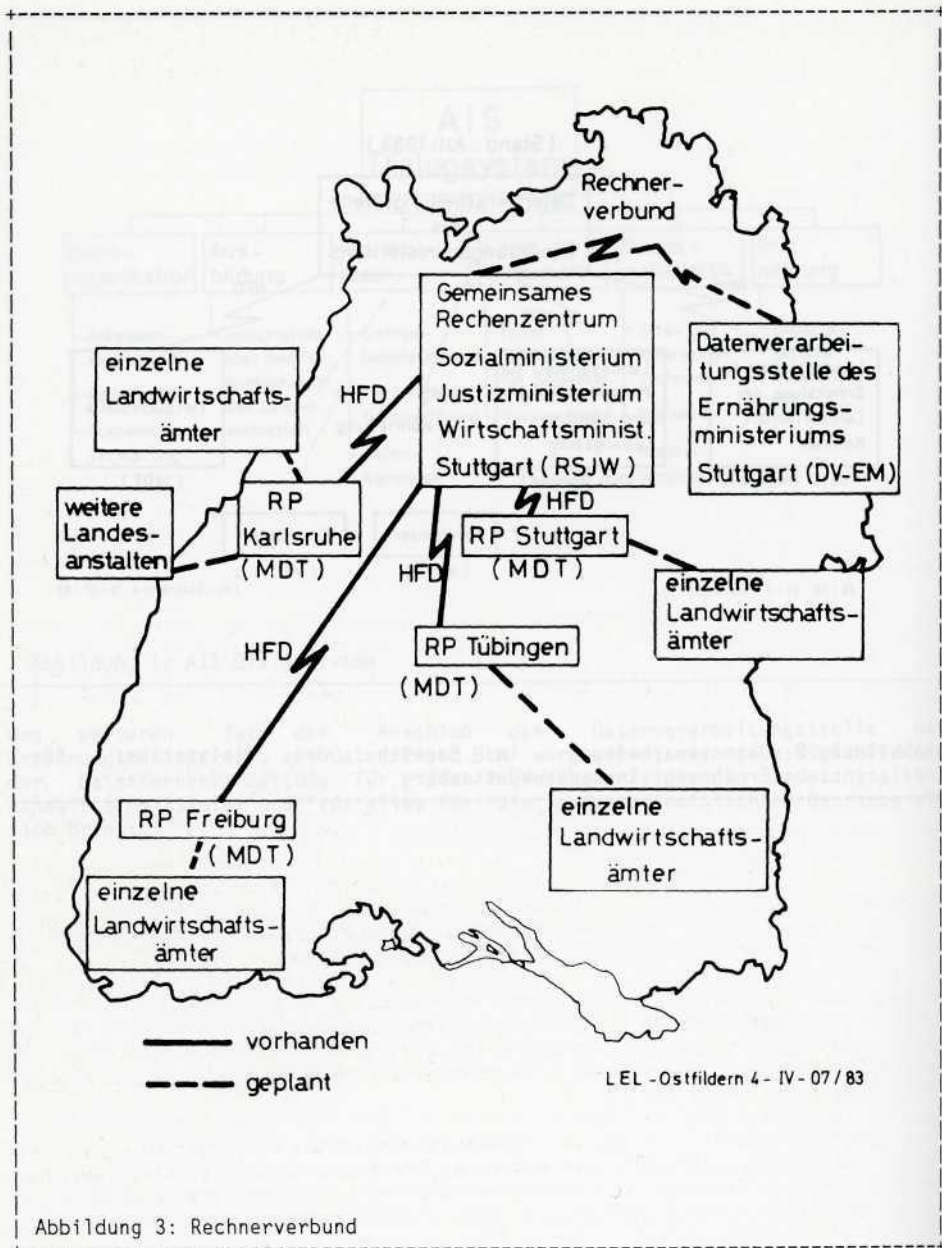 Rechner-
verbund
Gemeinsames
Rechenzentrum
Sozialministerium
Justizministerium
Wirtschaftsminist.
Stuttgart (RSJW)
Datenverarbei-
tungsstelle des
Ernährungs-
ministeriums
Stuttgart (DV-EM)
einzelne
Landwirtschafts-
ämter
HFD
weitere
Landes-
anstalten
RP
Karlsruhe
(MDT)
HFD
RP Stuttgart
(MDT)
HFD
einzelne
Landwirtschafts-
ämter
HFD
RP Tübingen
(MDT)
RP Freiburg
(MDT)
einzelne
Landwirtschafts-
ämter
einzelne
Landwirtschafts-
ämter
vorhanden
geplant
LEL-Ostfildern 4-IV-07/83
Abbildung 3: Rechnerverbund